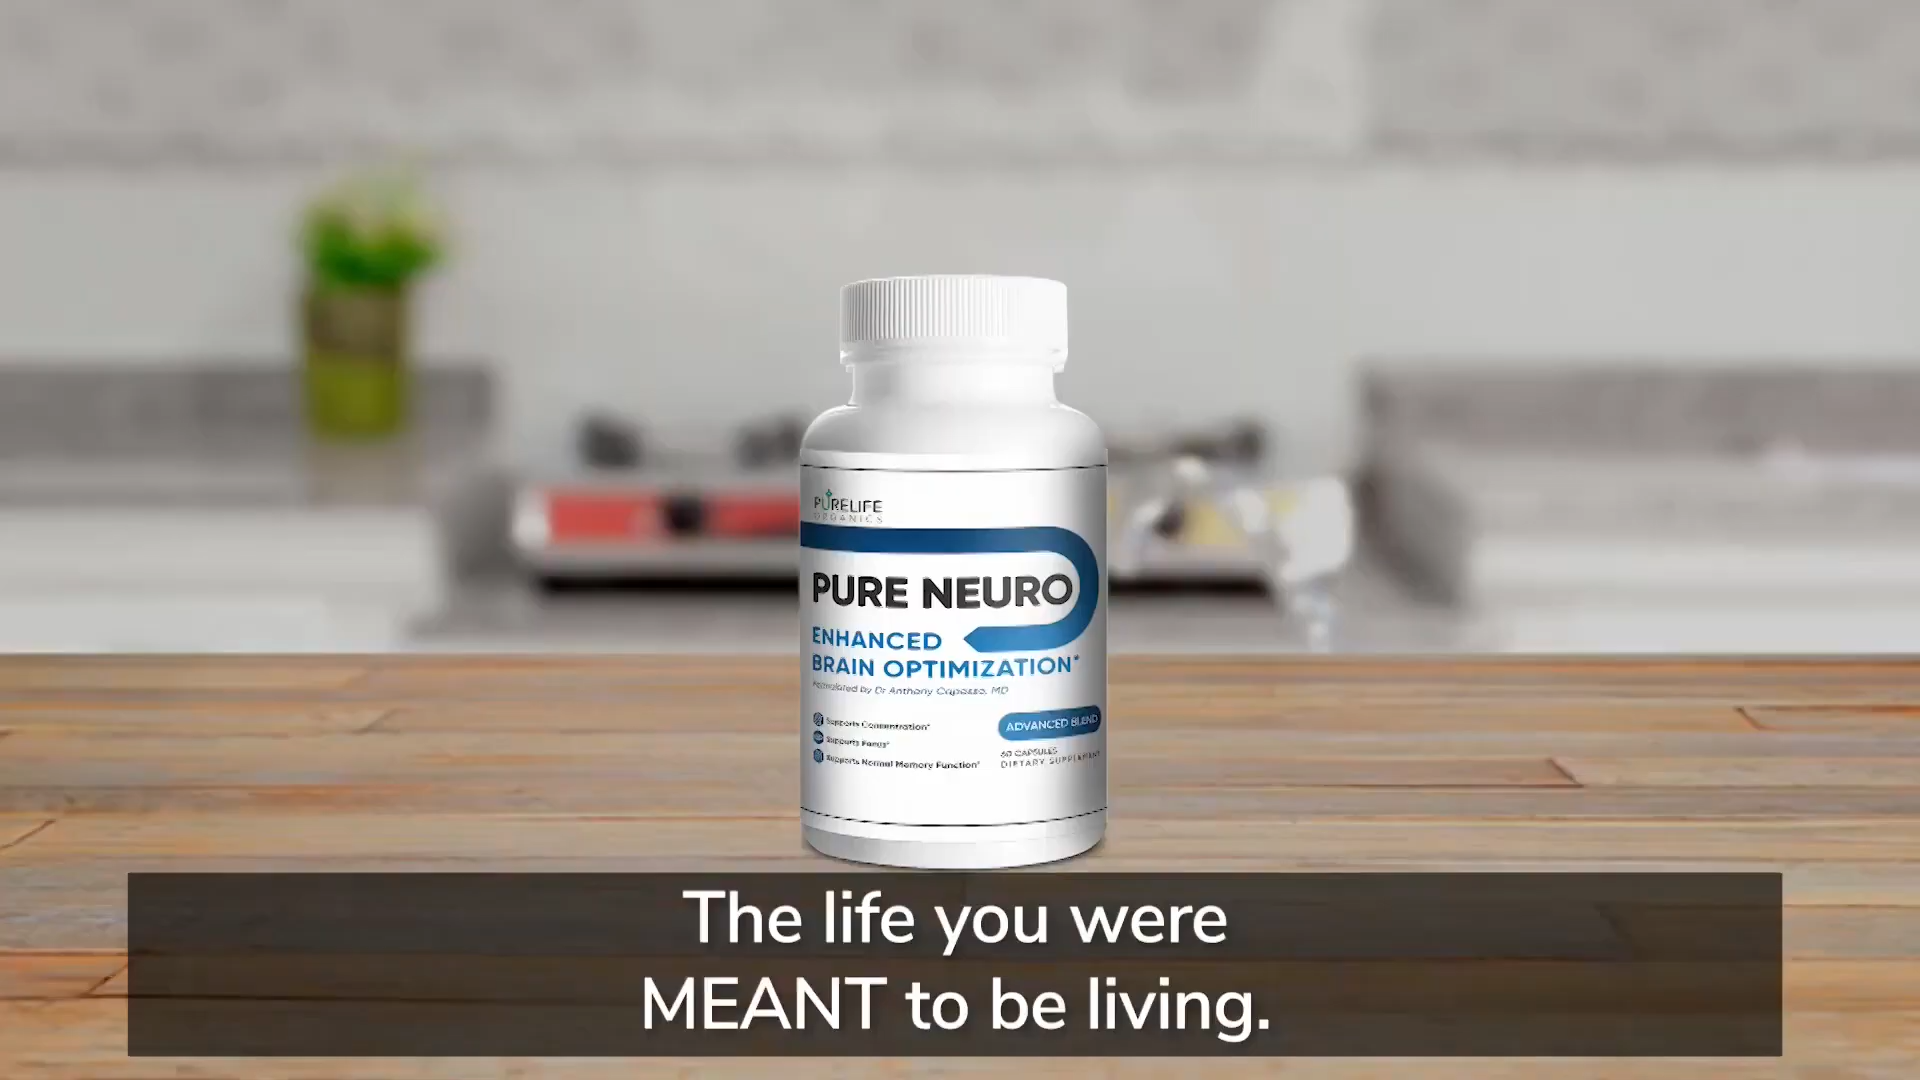 PURELIFE
ORGANICS
PURE NEURO
ENHANCED
BRAIN OPTIMIZATION*
Formulated by Dr Anthony Capasso, MD
Supports Concentration*
Supports Focus*
Supports Normal Memory Function*
ADVANCED BLEND
60 CAPSULES
DIETARY SUPPLEMENT
The life you were
MEANT to be living.